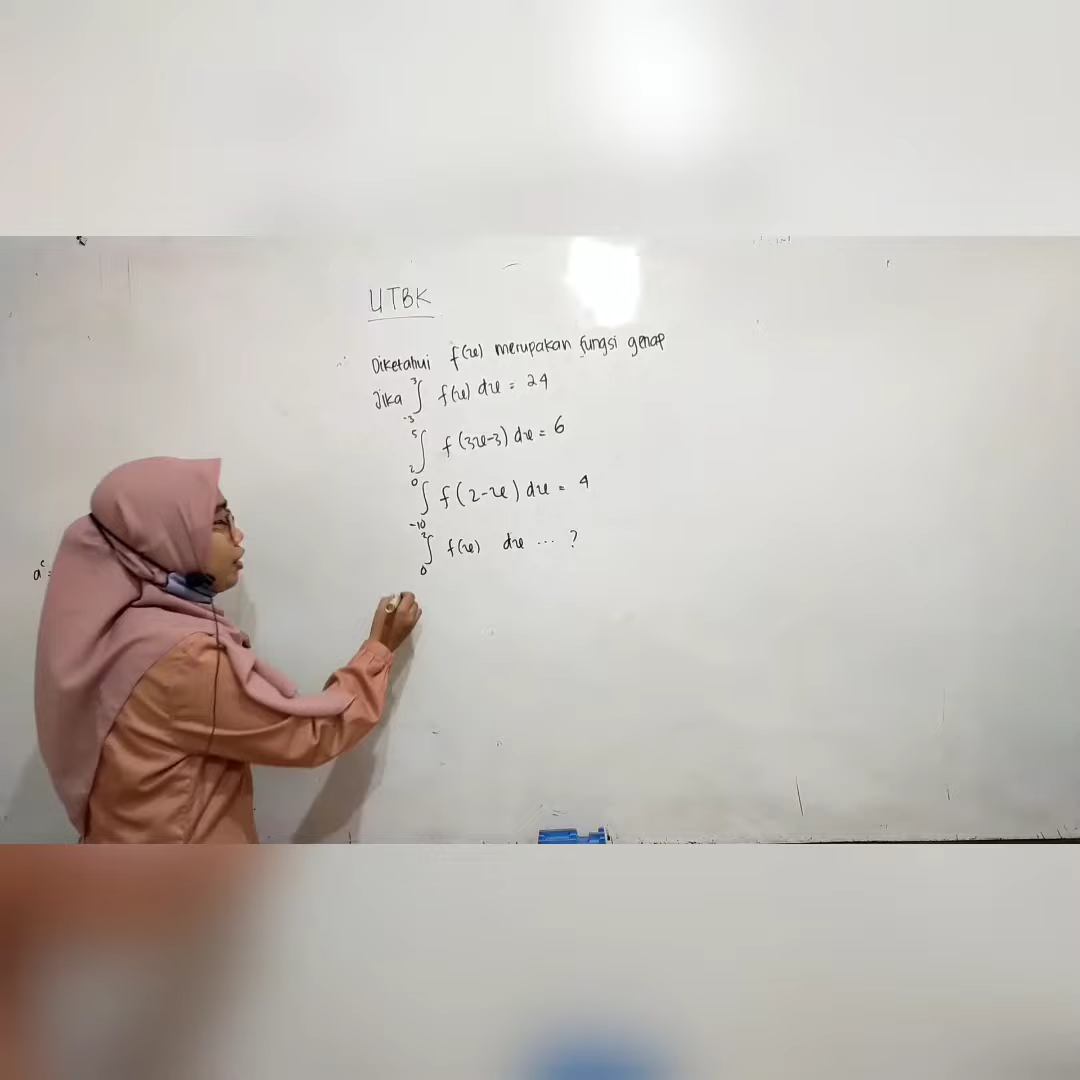 UTBK
Diketahui f(x) merupakan fungsi genap
Jika ∫₋₃³ f(x) dx = 24
∫₂⁵ f(3x-3) dx = 6
∫₋₁₀⁰ f(2-x) dx = 4
∫₀² f(x) dx ... ?
aᶜ =